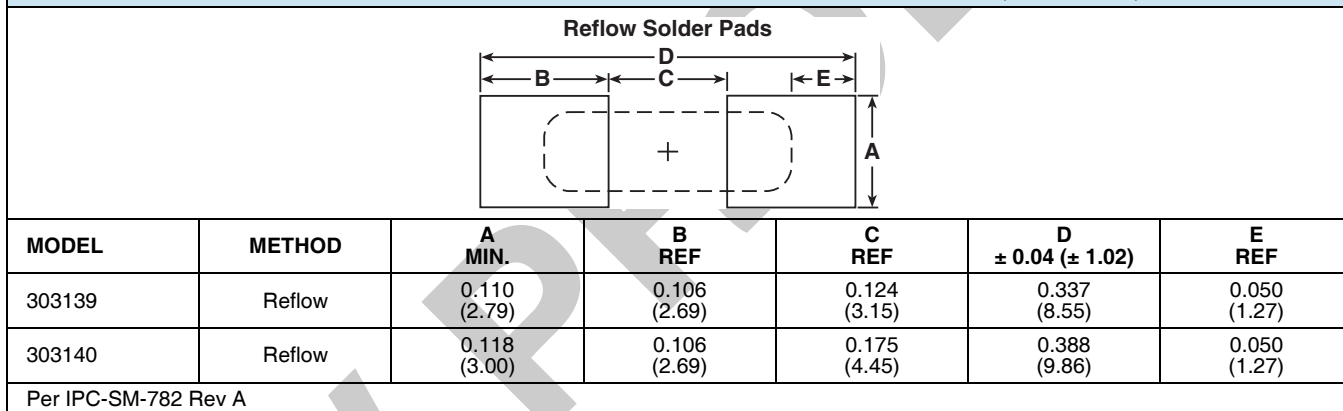 Reflow Solder Pads
D
B C E
A
MODEL METHOD A MIN. B REF C REF D ± 0.04 (± 1.02) E REF
303139 Reflow 0.110 (2.79) 0.106 (2.69) 0.124 (3.15) 0.337 (8.55) 0.050 (1.27)
303140 Reflow 0.118 (3.00) 0.106 (2.69) 0.175 (4.45) 0.388 (9.86) 0.050 (1.27)
Per IPC-SM-782 Rev A